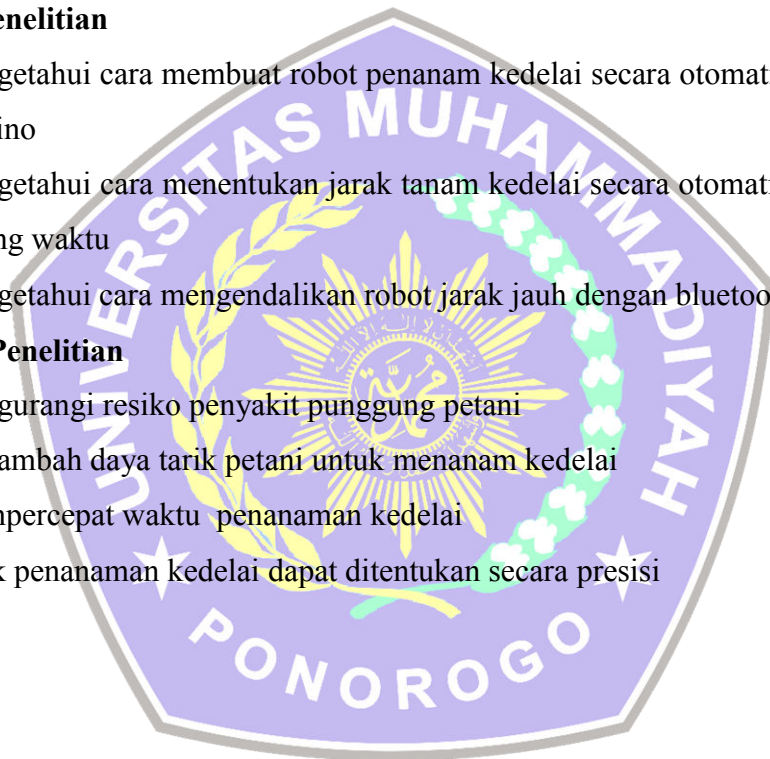 enelitian
getahui cara membuat robot penanam kedelai secara otomat
ino
getahui cara menentukan jarak tanam kedelai secara otomati
ng waktu
getahui cara mengendalikan robot jarak jauh dengan bluetoo
Penelitian
gurangi resiko penyakit punggung petani
ambah daya tarik petani untuk menanam kedelai
npercepat waktu penanaman kedelai
k penanaman kedelai dapat ditentukan secara presisi
UNIVERSITAS MUHAMMADIYAH
PONOROGO